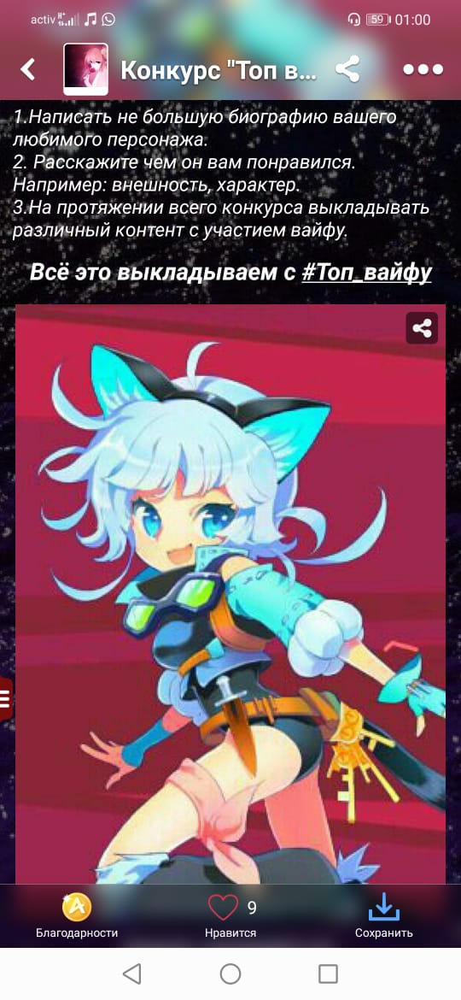 activ 59 01:00
Конкурс "Топ в...
1.Написать не большую биографию вашего
любимого персонажа.
2. Расскажите чем он вам понравился.
Например: внешность, характер.
3.На протяжении всего конкурса выкладывать
различный контент с участием вайфу.
Всё это выкладываем с #Топ_вайфу
9
Благодарности Нравится Сохранить